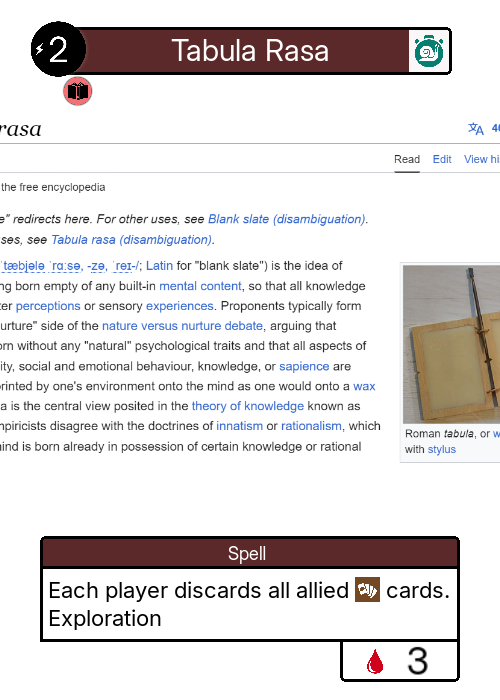 2
Tabula Rasa
rasa
Read Edit View hi
the free encyclopedia
e" redirects here. For other uses, see Blank slate (disambiguation).
ses, see Tabula rasa (disambiguation).
ˈtæbjələ ˈrɑːsə, -zə, ˈreɪ-/; Latin for "blank slate") is the idea of
ng born empty of any built-in mental content, so that all knowledge
ter perceptions or sensory experiences. Proponents typically form
urture" side of the nature versus nurture debate, arguing that
orn without any "natural" psychological traits and that all aspects of
ity, social and emotional behaviour, knowledge, or sapience are
printed by one's environment onto the mind as one would onto a wax
a is the central view posited in the theory of knowledge known as
mpiricists disagree with the doctrines of innatism or rationalism, which
mind is born already in possession of certain knowledge or rational
Roman tabula, or w
with stylus
Spell
Each player discards all allied cards.
Exploration
3